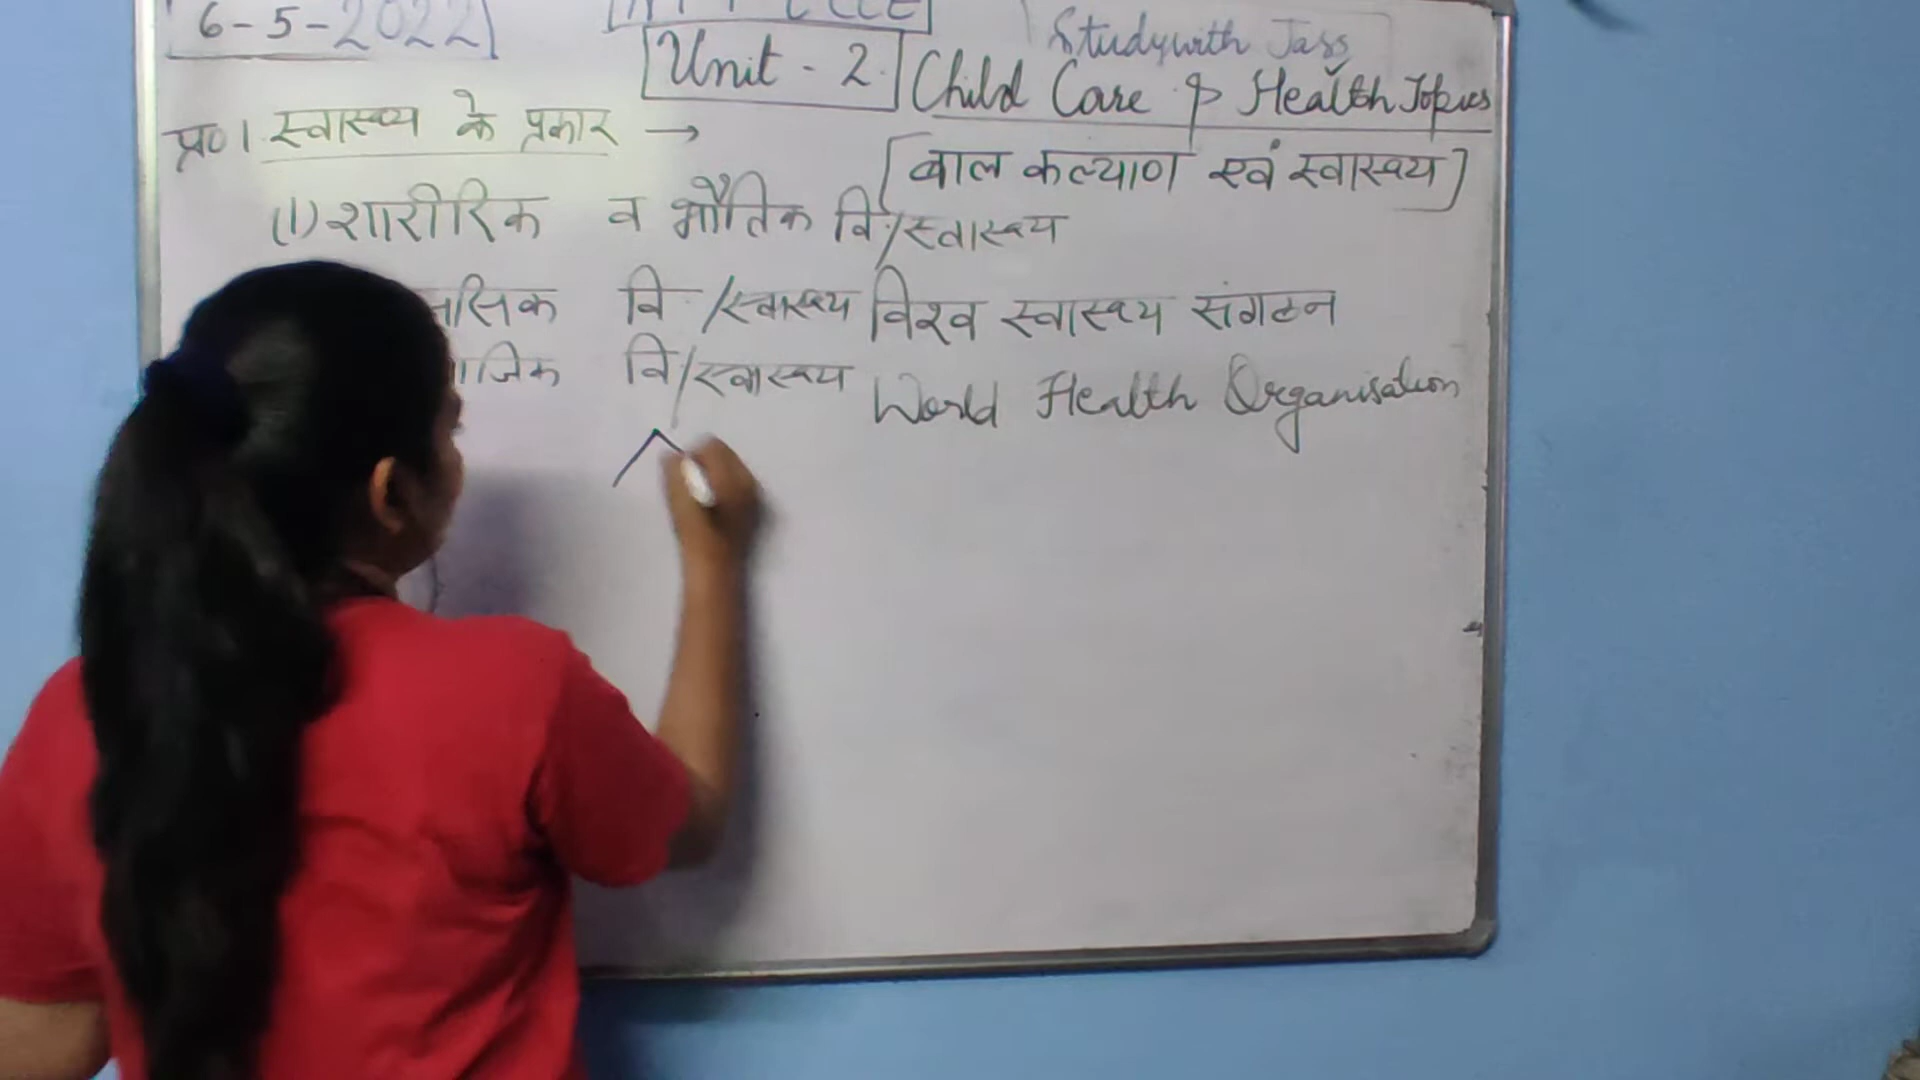 6-5-2022
Studywith Jass
Unit - 2. Child Care & Health Topics
[बाल कल्याण एवं स्वास्थ्य]
प्र० 1. स्वास्थ्य के प्रकार →
(1) शारीरिक व भौतिक वि./स्वास्थ्य
वि./स्वास्थ्य विश्व स्वास्थ्य संगठन
वि/स्वास्थ्य World Health Organisation